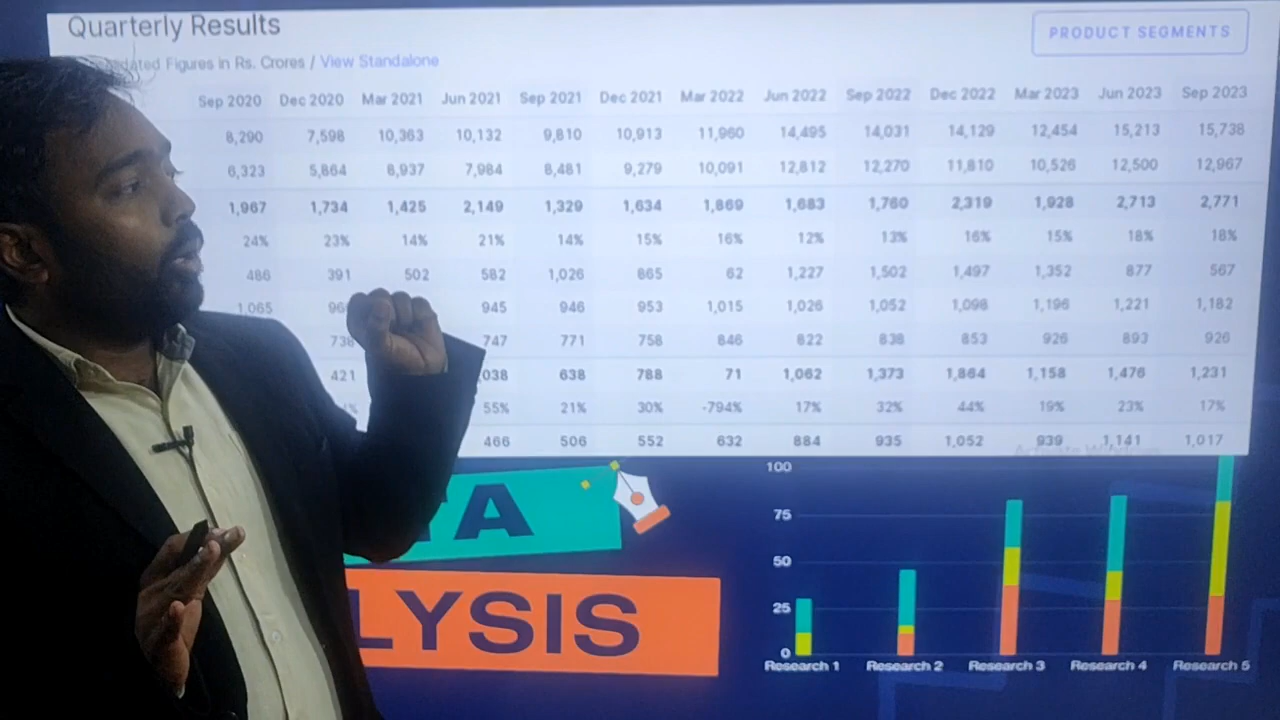 Quarterly Results
PRODUCT SEGMENTS
Figures in Rs. Crores / View Standalone
Sep 2020 Dec 2020 Mar 2021 Jun 2021 Sep 2021 Dec 2021 Mar 2022 Jun 2022 Sep 2022 Dec 2022 Mar 2023 Jun 2023 Sep 2023
8,290 7,598 10,363 10,132 9,810 10,913 11,960 14,495 14,031 14,129 12,454 15,213 15,738
6,323 5,864 8,937 7,984 8,481 9,279 10,091 12,812 12,270 11,810 10,526 12,500 12,967
1,967 1,734 1,425 2,149 1,329 1,634 1,869 1,683 1,760 2,319 1,928 2,713 2,771
24% 23% 14% 21% 14% 15% 16% 12% 13% 16% 15% 18% 18%
486 391 502 582 1,026 865 62 1,227 1,502 1,497 1,352 877 567
1,065 945 946 953 1,015 1,026 1,052 1,098 1,196 1,221 1,182
738 747 771 758 846 822 838 853 926 893 926
421 038 638 788 71 1,062 1,373 1,864 1,158 1,476 1,231
55% 21% 30% -794% 17% 32% 44% 19% 23% 17%
466 506 552 632 884 935 1,052 939 1,141 1,017
TA
LYSIS
100
75
50
25
0
Research 1 Research 2 Research 3 Research 4 Research 5